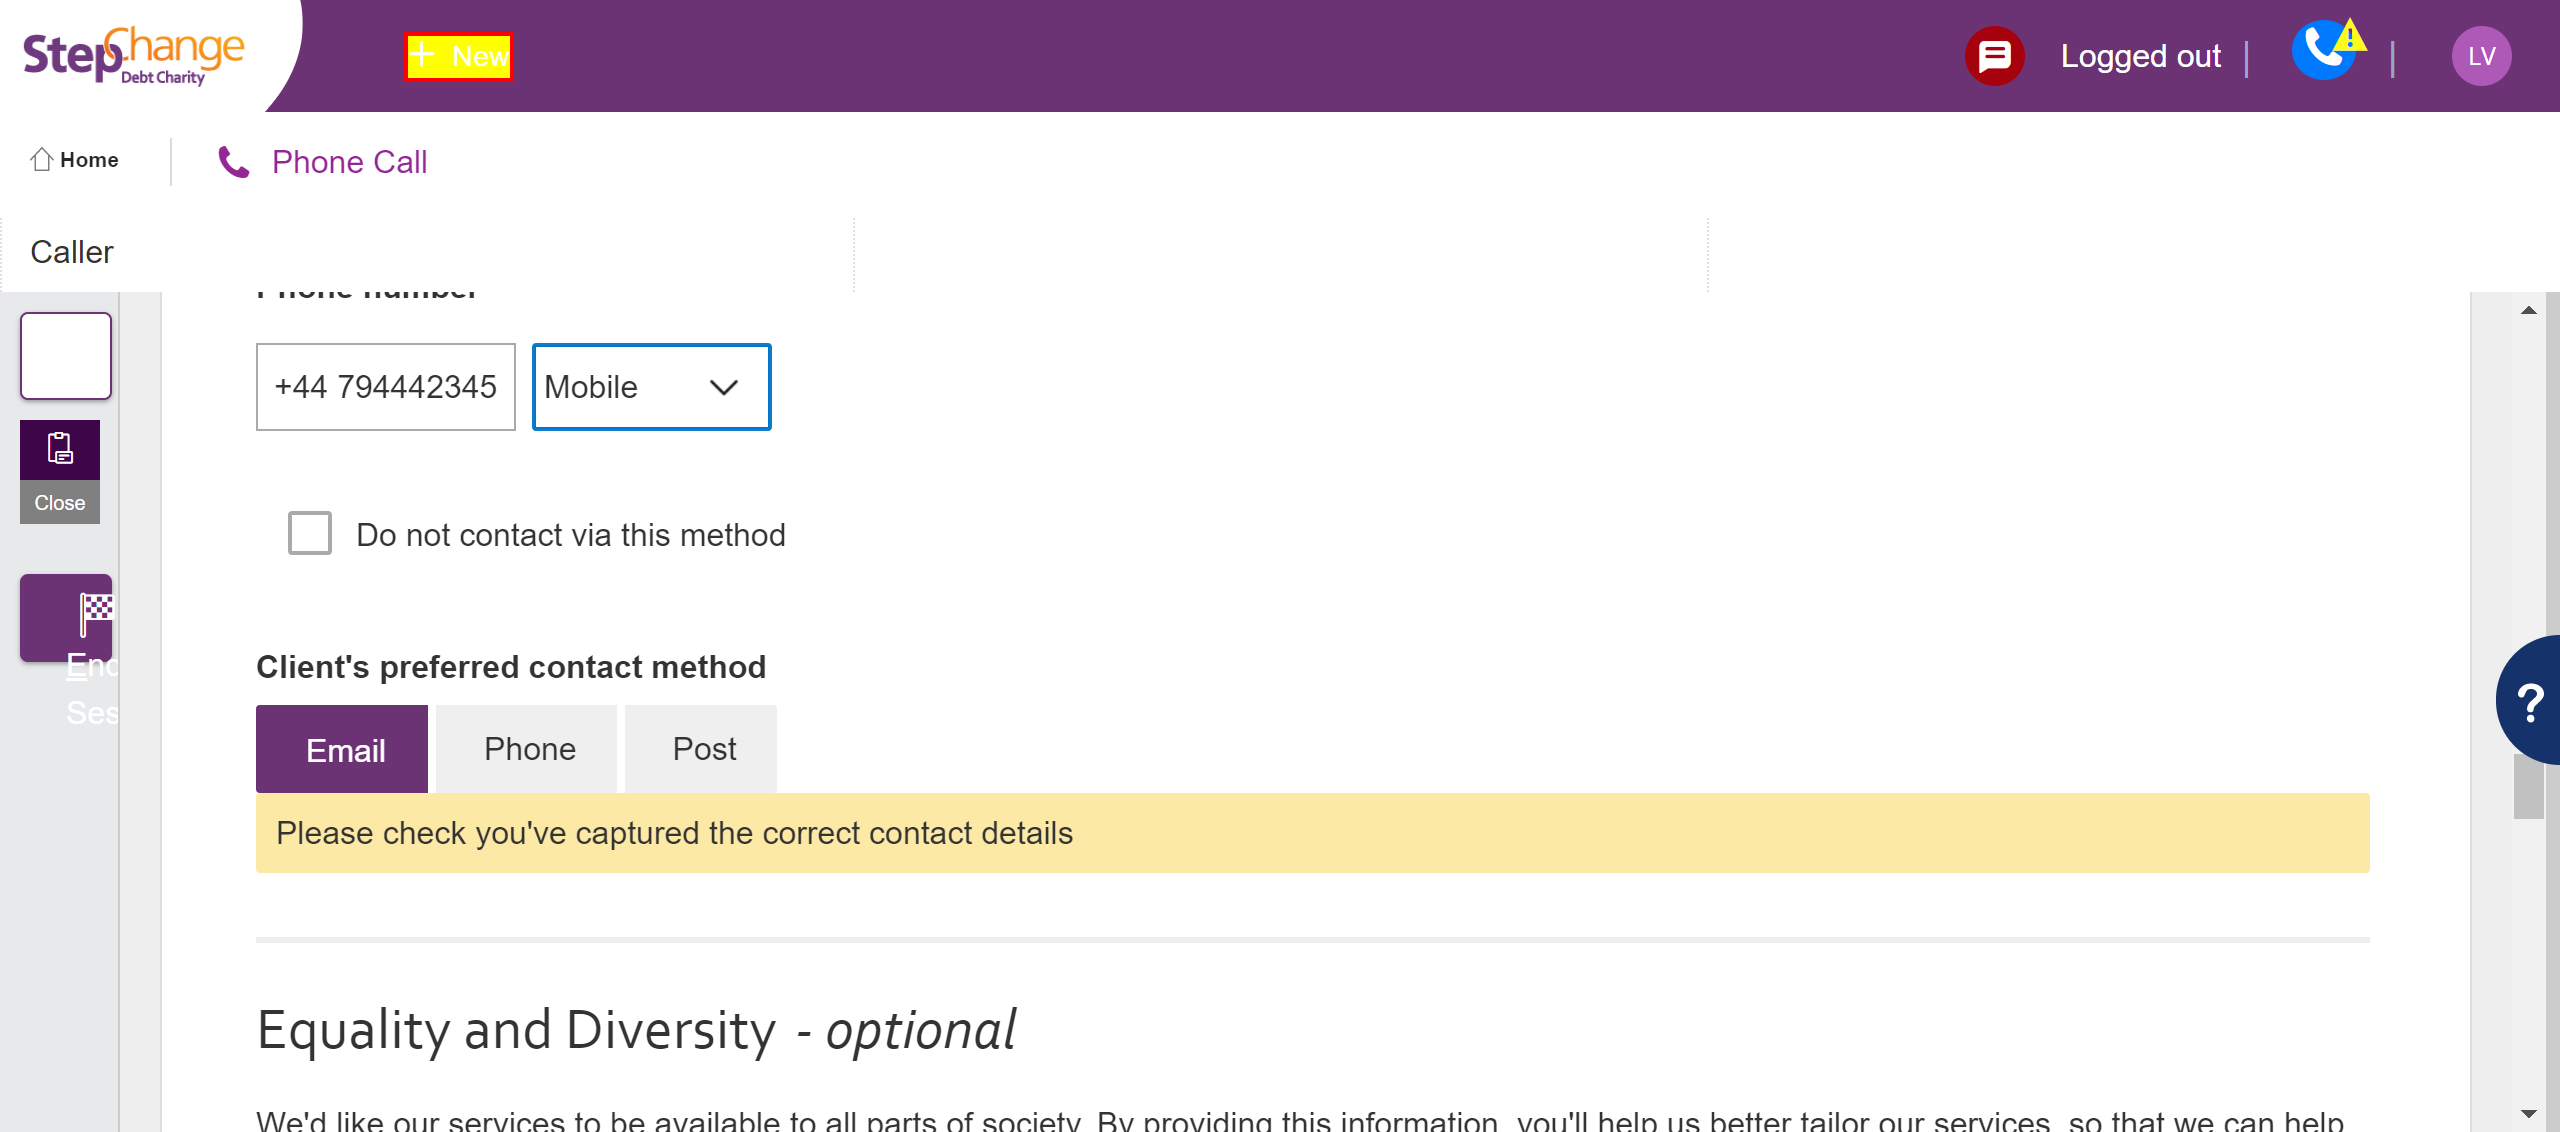 StepChange
Debt Charity
+ New
Logged out
LV
Home
Phone Call
Caller
Phone number
+44 794442345
Mobile
Close
Do not contact via this method
End
Ses
Client's preferred contact method
Email
Phone
Post
Please check you've captured the correct contact details
?
Equality and Diversity - optional
We'd like our services to be available to all parts of society. By providing this information, you'll help us better tailor our services, so that we can help